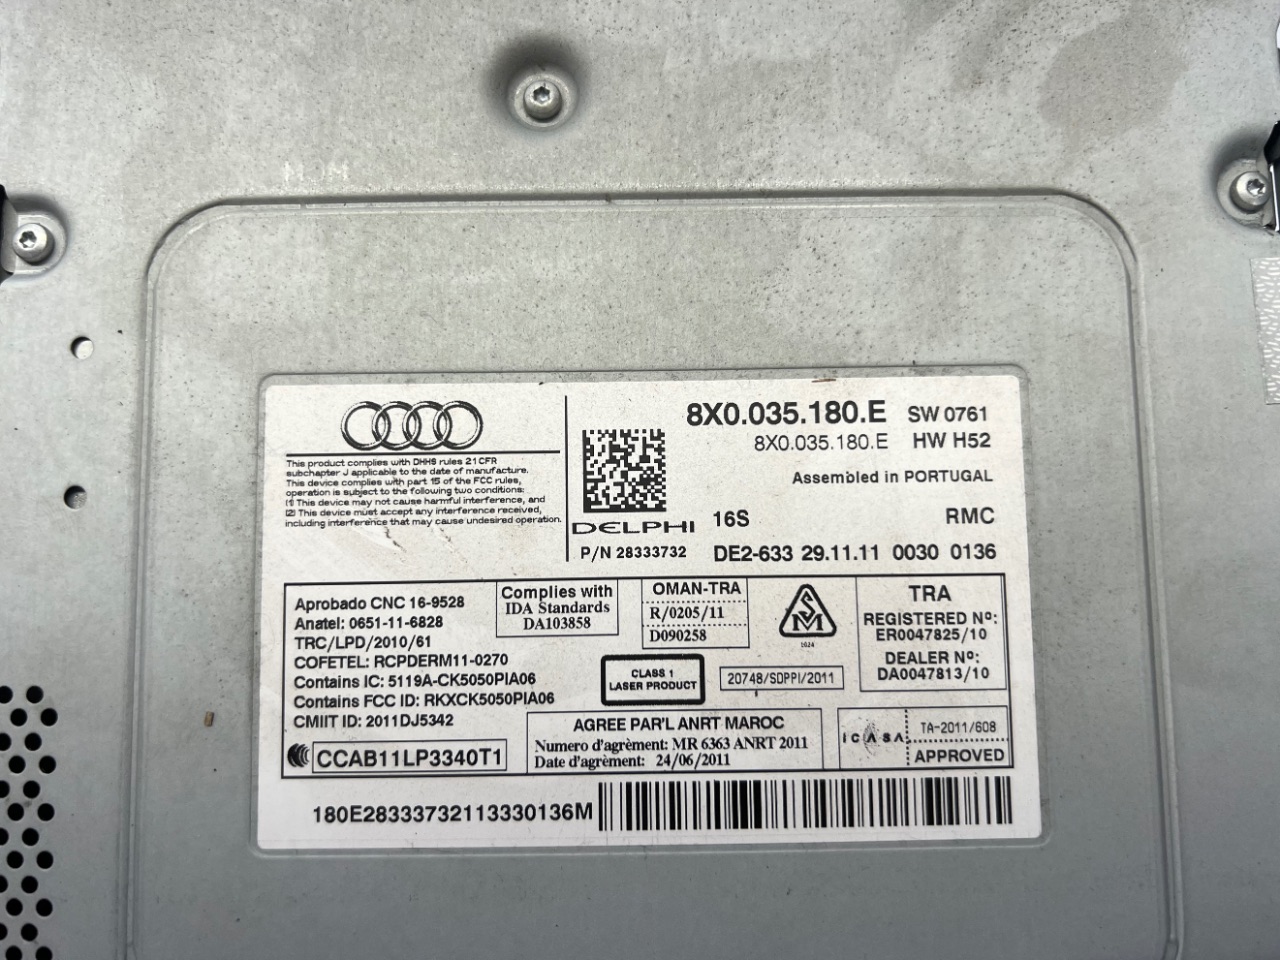 8X0.035.180.E SW 0761
8X0.035.180.E HW H52
Assembled in PORTUGAL
This product complies with DHHS rules 21 CFR
subchapter J applicable to the date of manufacture.
This device complies with part 15 of the FCC rules,
operation is subject to the following two conditions:
(1) This device may not cause harmful interference, and
(2) This device must accept any interference received,
including interference that may cause undesired operation.
DELPHI 16S RMC
P/N 28333732 DE2-633 29.11.11 0030 0136
Aprobado CNC 16-9528
Anatel: 0651-11-6828
TRC/LPD/2010/61
COFETEL: RCPDERM11-0270
Contains IC: 5119A-CK5050PIA06
Contains FCC ID: RKXCK5050PIA06
CMIIT ID: 2011DJ5342
CCAB11LP3340T1
Complies with
IDA Standards
DA103858
OMAN-TRA
R/0205/11
D090258
SM
1024
TRA
REGISTERED Nº:
ER0047825/10
DEALER Nº:
DA0047813/10
CLASS 1
LASER PRODUCT
20748/SDPPI/2011
AGREE PAR'L ANRT MAROC
Numero d'agrèment: MR 6363 ANRT 2011
Date d'agrèment: 24/06/2011
ICASA TA-2011/608
APPROVED
180E28333732113330136M